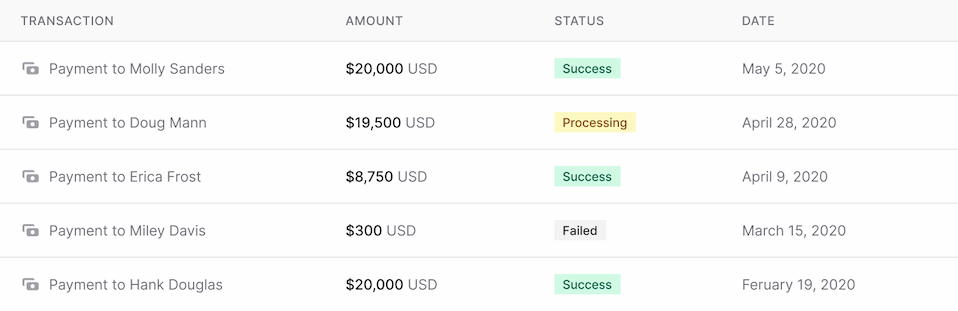 TRANSACTION AMOUNT STATUS DATE
Payment to Molly Sanders $20,000 USD Success May 5, 2020
Payment to Doug Mann $19,500 USD Processing April 28, 2020
Payment to Erica Frost $8,750 USD Success April 9, 2020
Payment to Miley Davis $300 USD Failed March 15, 2020
Payment to Hank Douglas $20,000 USD Success Feruary 19, 2020